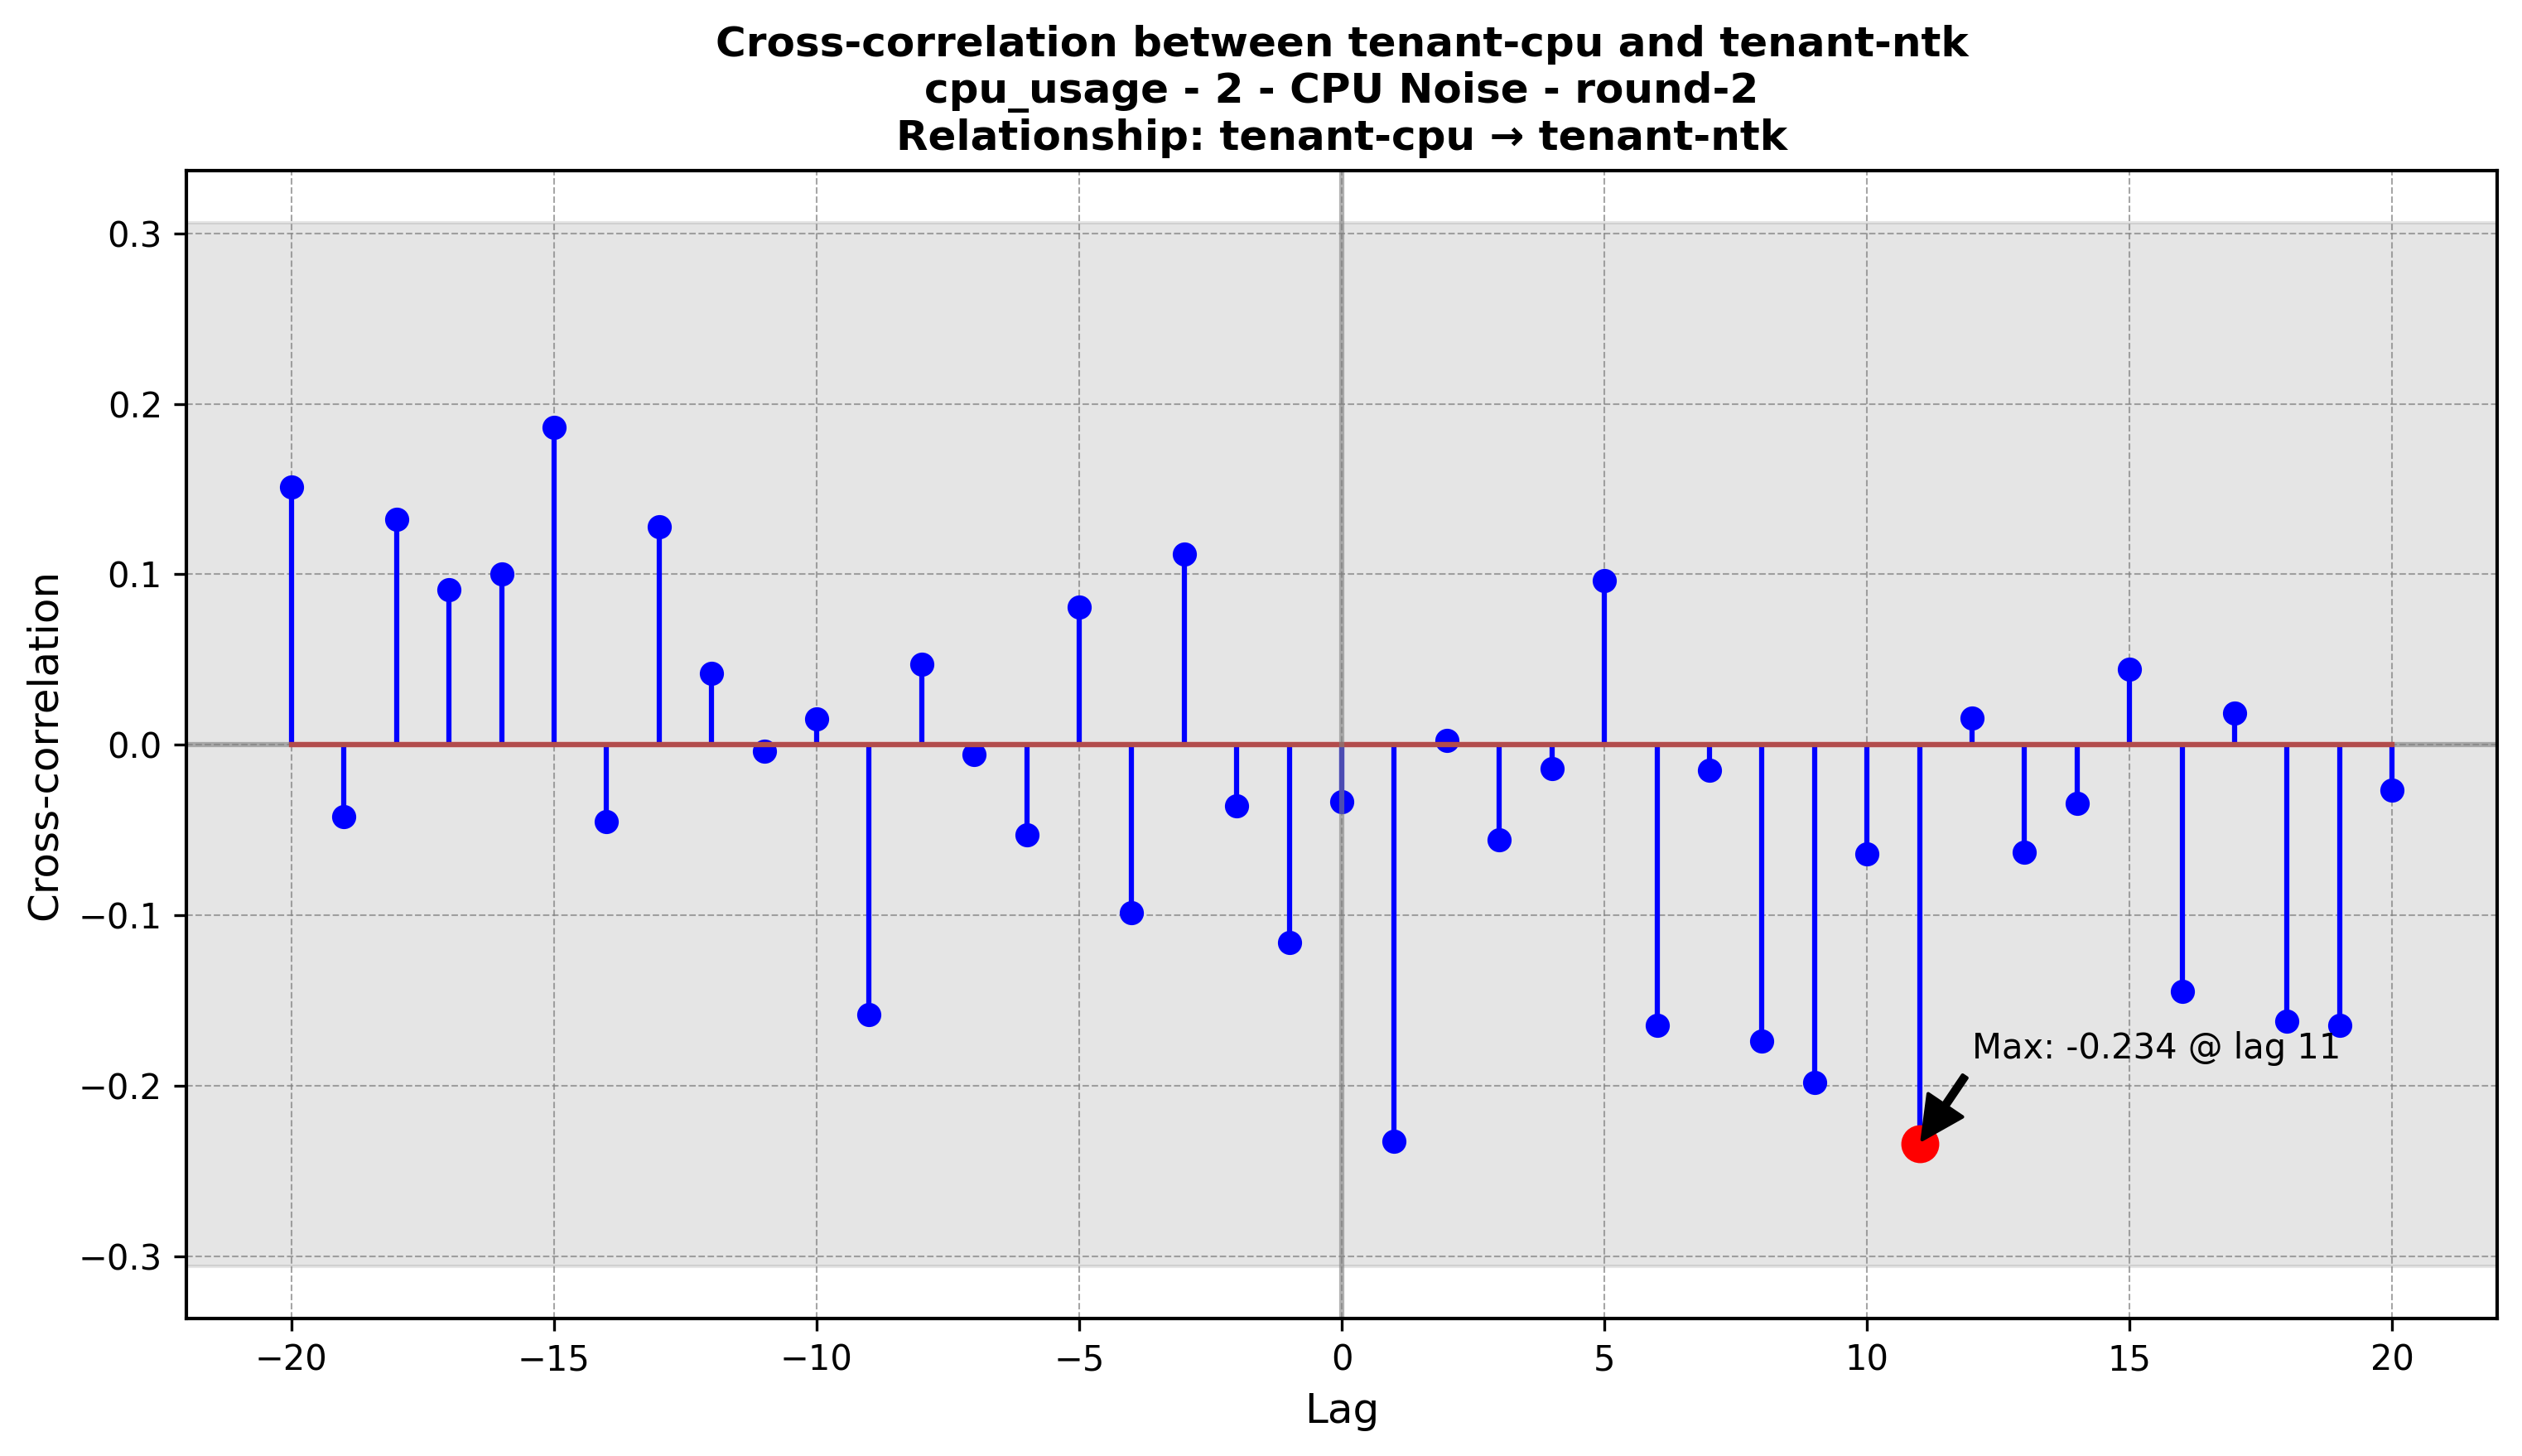 Cross-correlation between tenant-cpu and tenant-ntk
cpu_usage - 2 - CPU Noise - round-2
Relationship: tenant-cpu → tenant-ntk
Cross-correlation
0.3
0.2
0.1
0.0
−0.1
−0.2
−0.3
Max: -0.234 @ lag 11
−20
−15
−10
−5
0
5
10
15
20
Lag